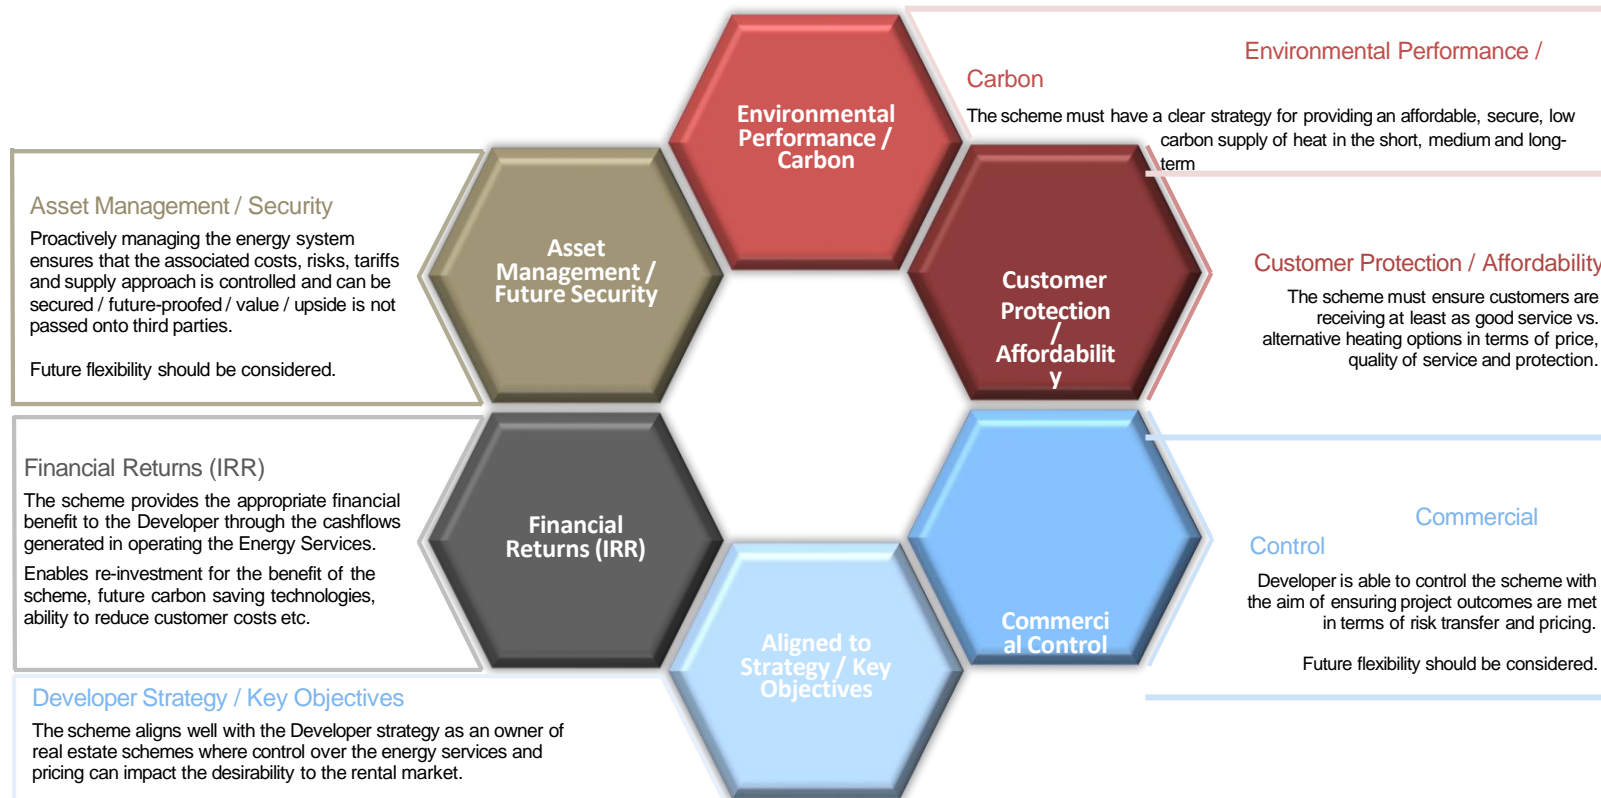 Environmental Performance /
Carbon
The scheme must have a clear strategy for providing an affordable, secure, low
carbon supply of heat in the short, medium and long-
term
Environmental
Performance /
Carbon
Asset Management / Security
Proactively managing the energy system
ensures that the associated costs, risks, tariffs
and supply approach is controlled and can be
secured / future-proofed / value / upside is not
passed onto third parties.
Future flexibility should be considered.
Asset
Management /
Future Security
Customer
Protection
/
Affordabilit
y
Customer Protection / Affordability
The scheme must ensure customers are
receiving at least as good service vs.
alternative heating options in terms of price,
quality of service and protection.
Financial Returns (IRR)
The scheme provides the appropriate financial
benefit to the Developer through the cashflows
generated in operating the Energy Services.
Enables re-investment for the benefit of the
scheme, future carbon saving technologies,
ability to reduce customer costs etc.
Financial
Returns (IRR)
Commerci
al Control
Commercial
Control
Developer is able to control the scheme with
the aim of ensuring project outcomes are met
in terms of risk transfer and pricing.
Future flexibility should be considered.
Aligned to
Strategy / Key
Objectives
Developer Strategy / Key Objectives
The scheme aligns well with the Developer strategy as an owner of
real estate schemes where control over the energy services and
pricing can impact the desirability to the rental market.